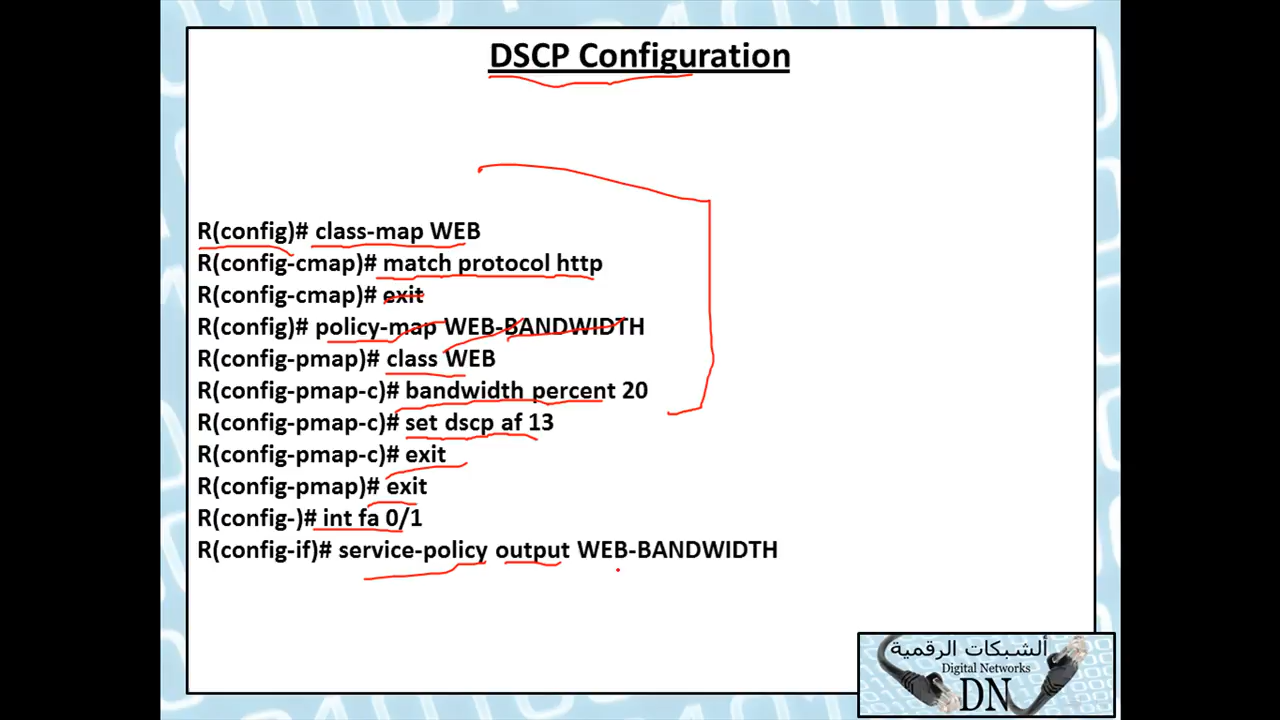 DSCP Configuration
R(config)# class-map WEB
R(config-cmap)# match protocol http
R(config-cmap)# exit
R(config)# policy-map WEB-BANDWIDTH
R(config-pmap)# class WEB
R(config-pmap-c)# bandwidth percent 20
R(config-pmap-c)# set dscp af 13
R(config-pmap-c)# exit
R(config-pmap)# exit
R(config-)# int fa 0/1
R(config-if)# service-policy output WEB-BANDWIDTH
ألشبكات الرقمية
Digital Networks
DN